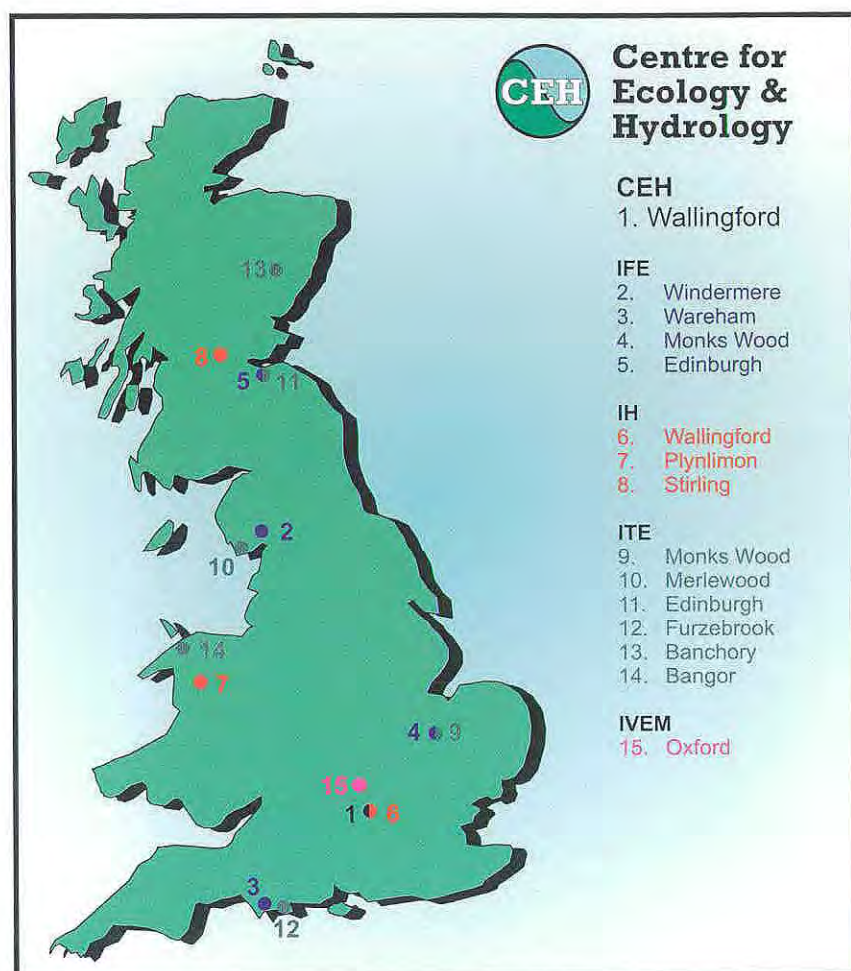 CEH
Centre for
Ecology &
Hydrology
CEH
1. Wallingford
IFE
2. Windermere
3. Wareham
4. Monks Wood
5. Edinburgh
IH
6. Wallingford
7. Plynlimon
8. Stirling
ITE
9. Monks Wood
10. Merlewood
11. Edinburgh
12. Furzebrook
13. Banchory
14. Bangor
IVEM
15. Oxford
13
8
5 11
2
10
14
7
4 9
15
1 6
3
12